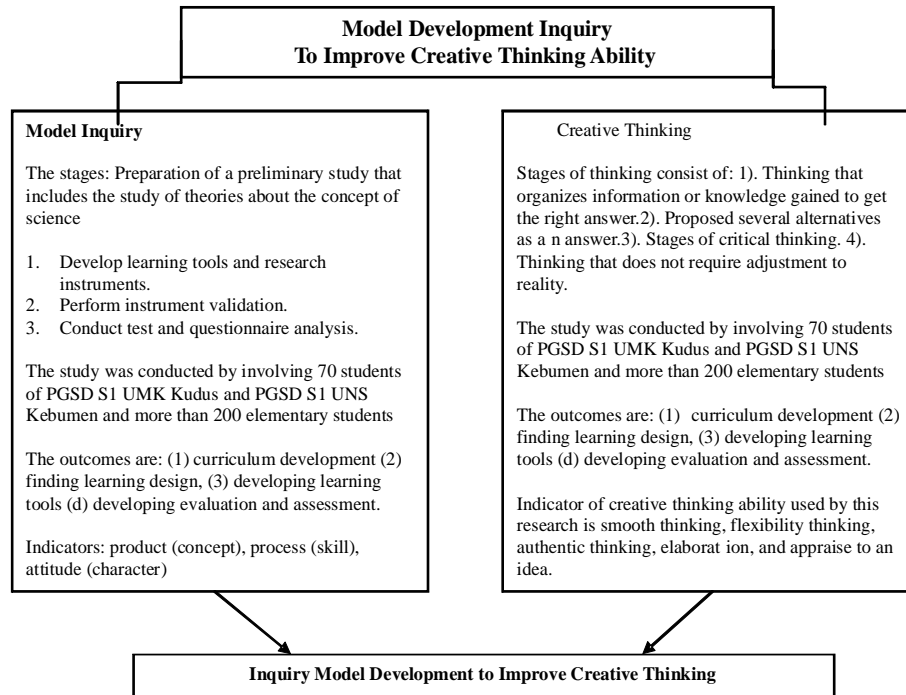 Model Development Inquiry
To Improve Creative Thinking Ability
Model Inquiry
The stages: Preparation of a preliminary study that
includes the study of theories about the concept of
science
1. Develop learning tools and research
instruments.
2. Perform instrument validation.
3. Conduct test and questionnaire analysis.
The study was conducted by involving 70 students
of PGSD S1 UMK Kudus and PGSD S1 UNS
Kebumen and more than 200 elementary students
The outcomes are: (1) curriculum development (2)
finding learning design, (3) developing learning
tools (d) developing evaluation and assessment.
Indicators: product (concept), process (skill),
attitude (character)
Creative Thinking
Stages of thinking consist of: 1). Thinking that
organizes information or knowledge gained to get
the right answer.2). Proposed several alternatives
as a n answer.3). Stages of critical thinking. 4).
Thinking that does not require adjustment to
reality.
The study was conducted by involving 70 students
of PGSD S1 UMK Kudus and PGSD S1 UNS
Kebumen and more than 200 elementary students
The outcomes are: (1) curriculum development (2)
finding learning design, (3) developing learning
tools (d) developing evaluation and assessment.
Indicator of creative thinking ability used by this
research is smooth thinking, flexibility thinking,
authentic thinking, elaborat ion, and appraise to an
idea.
Inquiry Model Development to Improve Creative Thinking